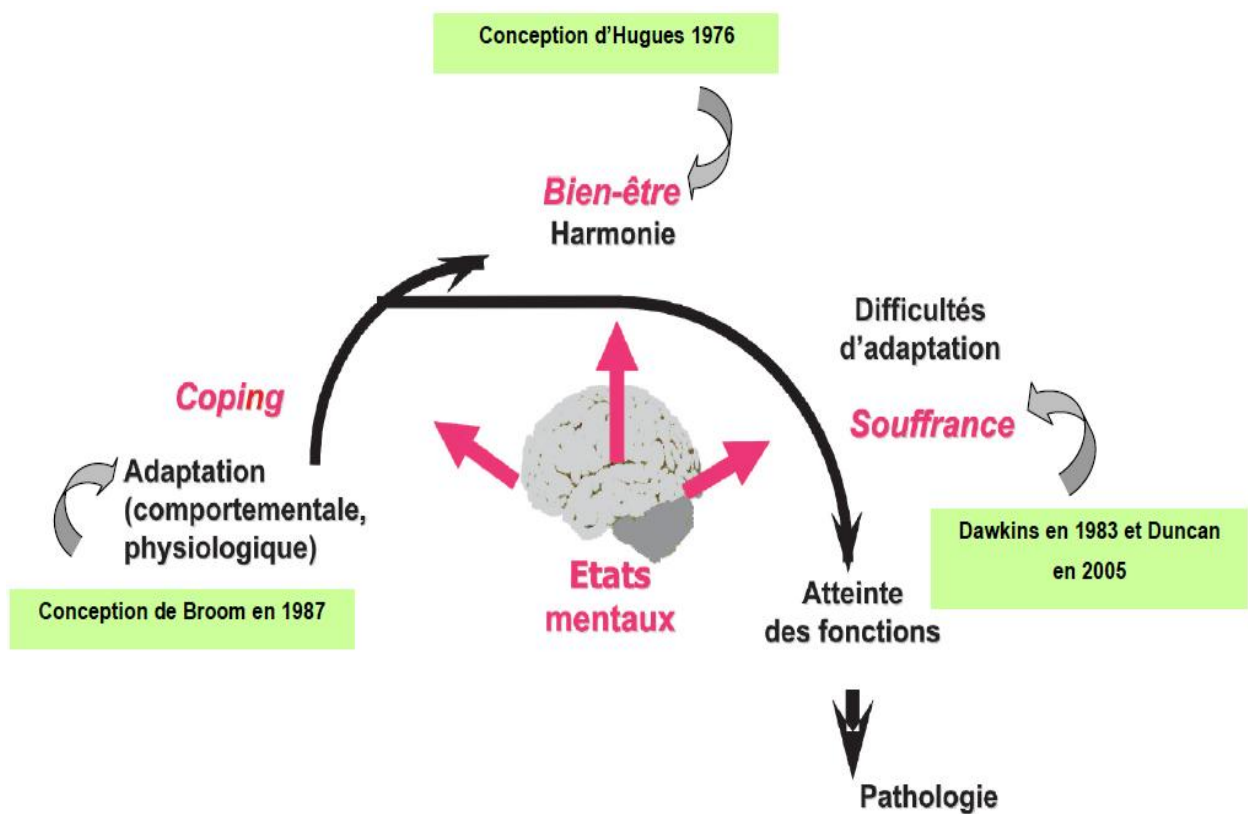 Conception d'Hugues 1976
Bien-être
Harmonie
Difficultés
d'adaptation
Coping
Souffrance
Adaptation
(comportementale,
physiologique)
Dawkins en 1983 et Duncan
en 2005
Etats
mentaux
Conception de Broom en 1987
Atteinte
des fonctions
Pathologie